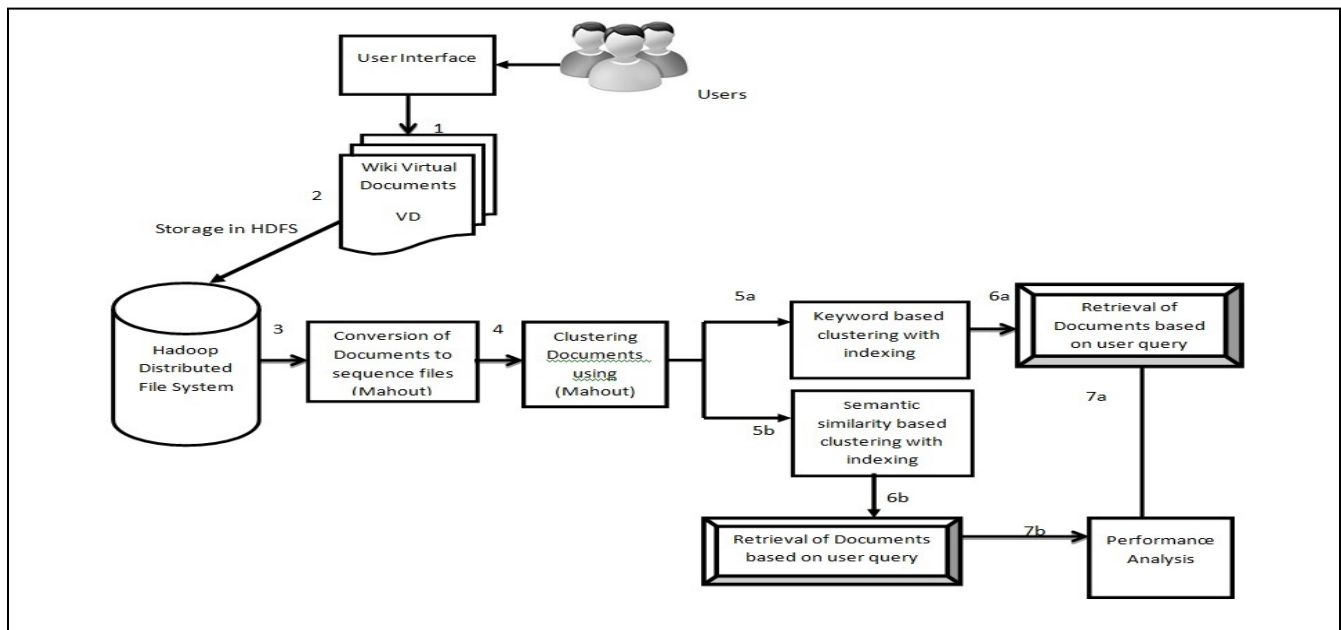 User Interface
Users
1
Wiki Virtual
Documents
VD
2
Storage in HDFS
Hadoop
Distributed
File System
3
Conversion of
Documents to
sequence files
(Mahout)
4
Clustering
Documents
using
(Mahout)
5a
Keyword based
clustering with
indexing
6a
Retrieval of
Documents based
on user query
5b
Semantic
similarity based
clustering with
indexing
6b
Retrieval of Documents
based on user query
7a
7b
Performance
Analysis